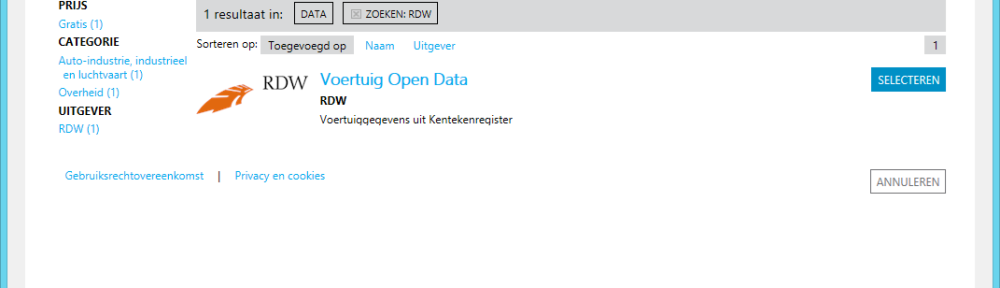 PRIJS
Gratis (1)
CATEGORIE
Auto-industrie, industrieel
en luchtvaart (1)
Overheid (1)
UITGEVER
RDW (1)
1 resultaat in: DATA ZOEKEN: RDW
Sorteren op: Toegevoegd op Naam Uitgever 1
RDW Voertuig Open Data SELECTEREN
RDW
Voertuiggegevens uit Kentekenregister
Gebruiksrechtovereenkomst | Privacy en cookies ANNULEREN